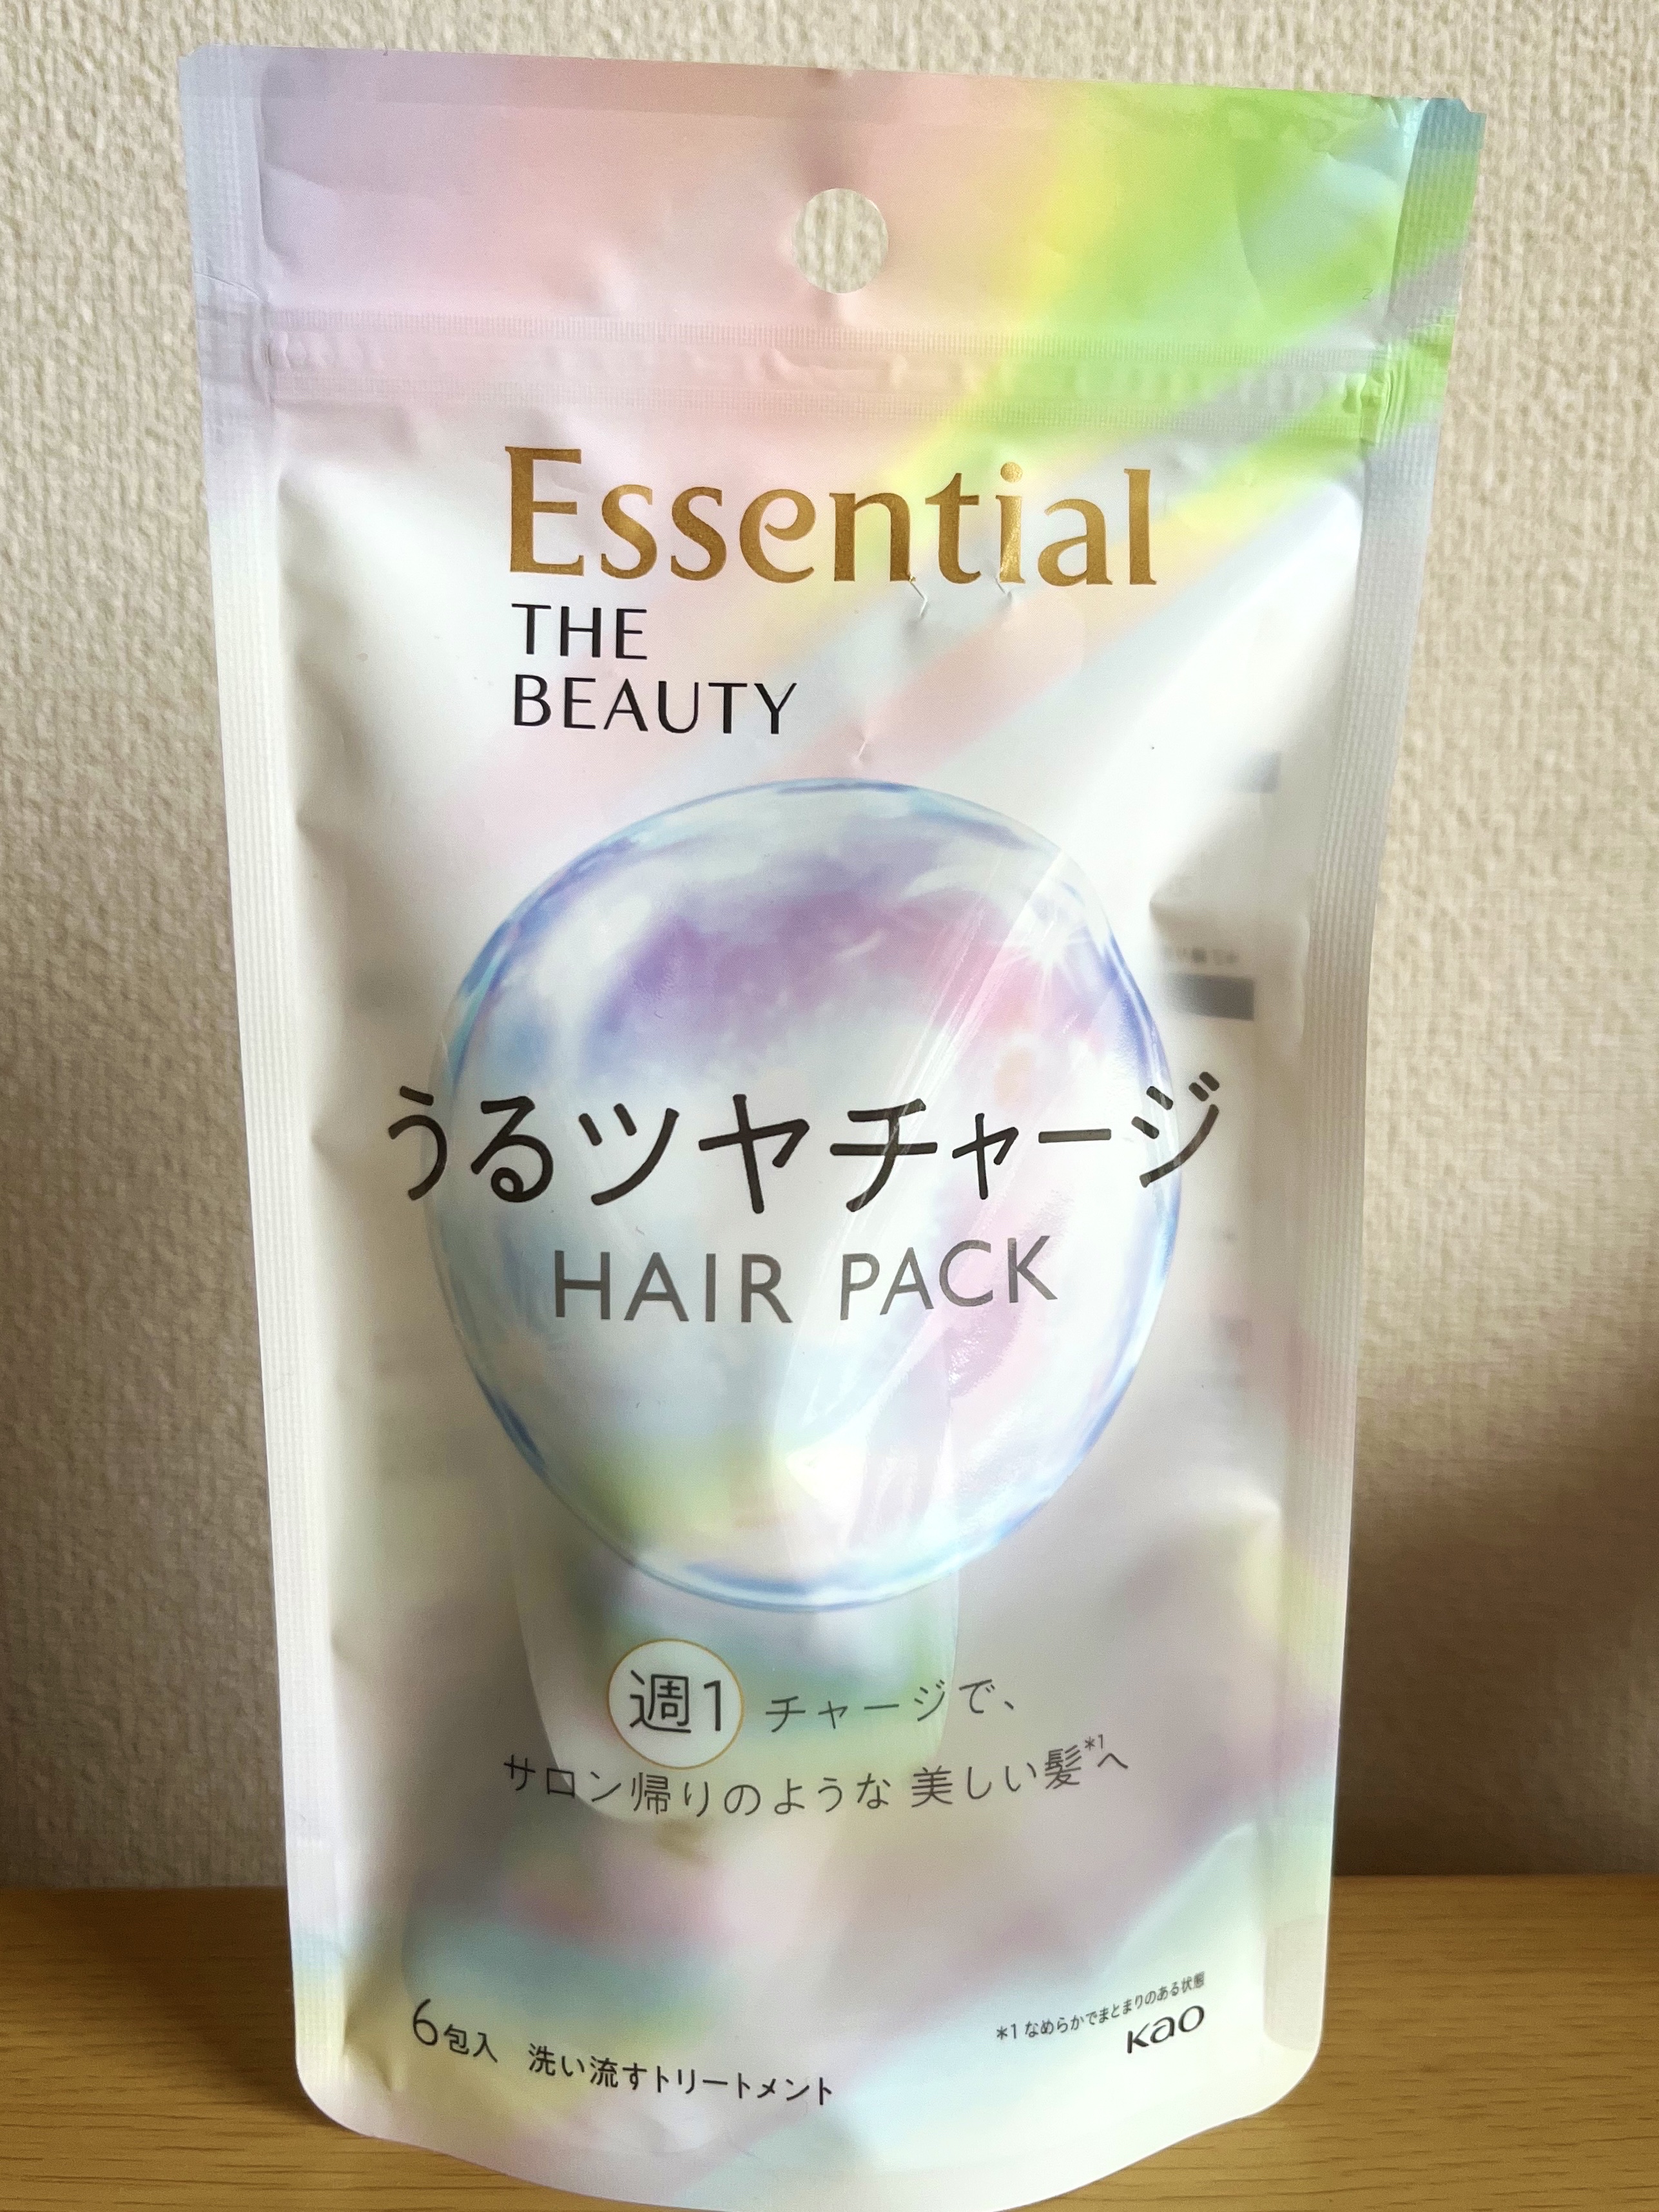 Essential
THE
BEAUTY
うるツヤチャージ
HAIR PACK
週1 チャージで、
サロン帰りのような 美しい髪*1へ
6包入 洗い流すトリートメント
*1 なめらかでまとまりのある状態
Kao